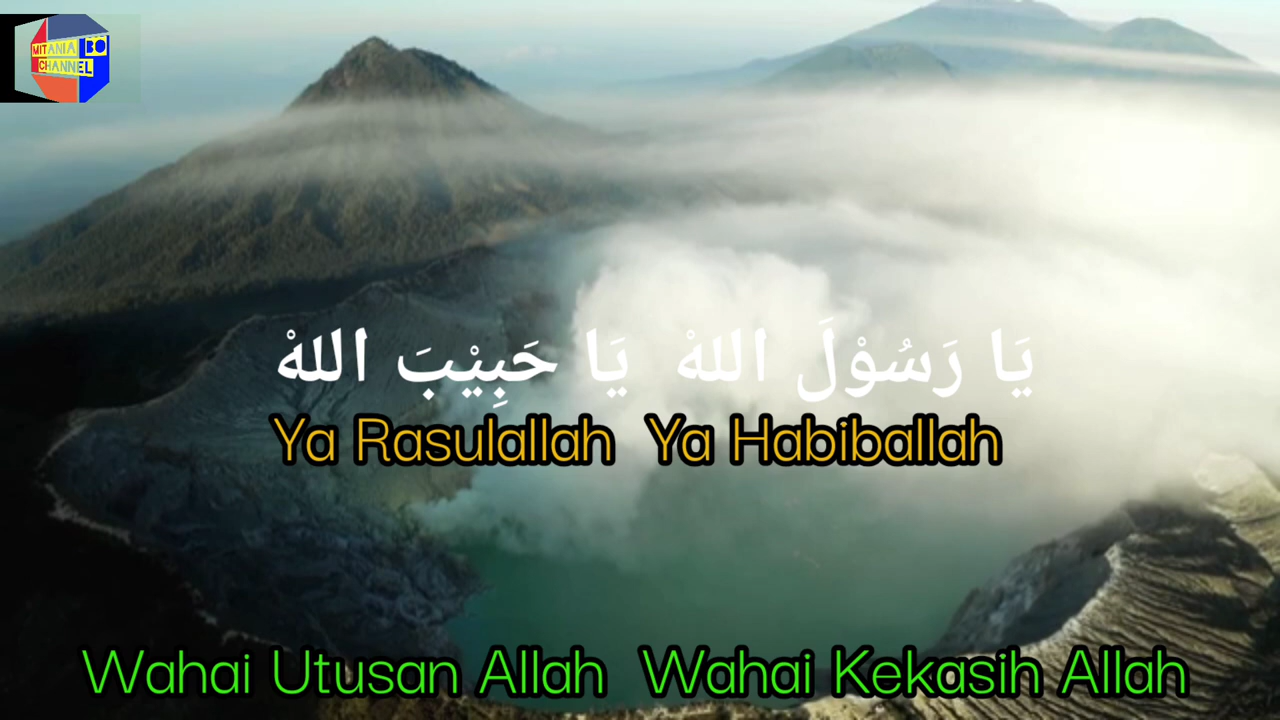 MITANIA BO
CHANNEL
يَا رَسُوْلَ اللهْ يَا حَبِيْبَ اللهْ
Ya Rasulallah Ya Habiballah
Wahai Utusan Allah Wahai Kekasih Allah